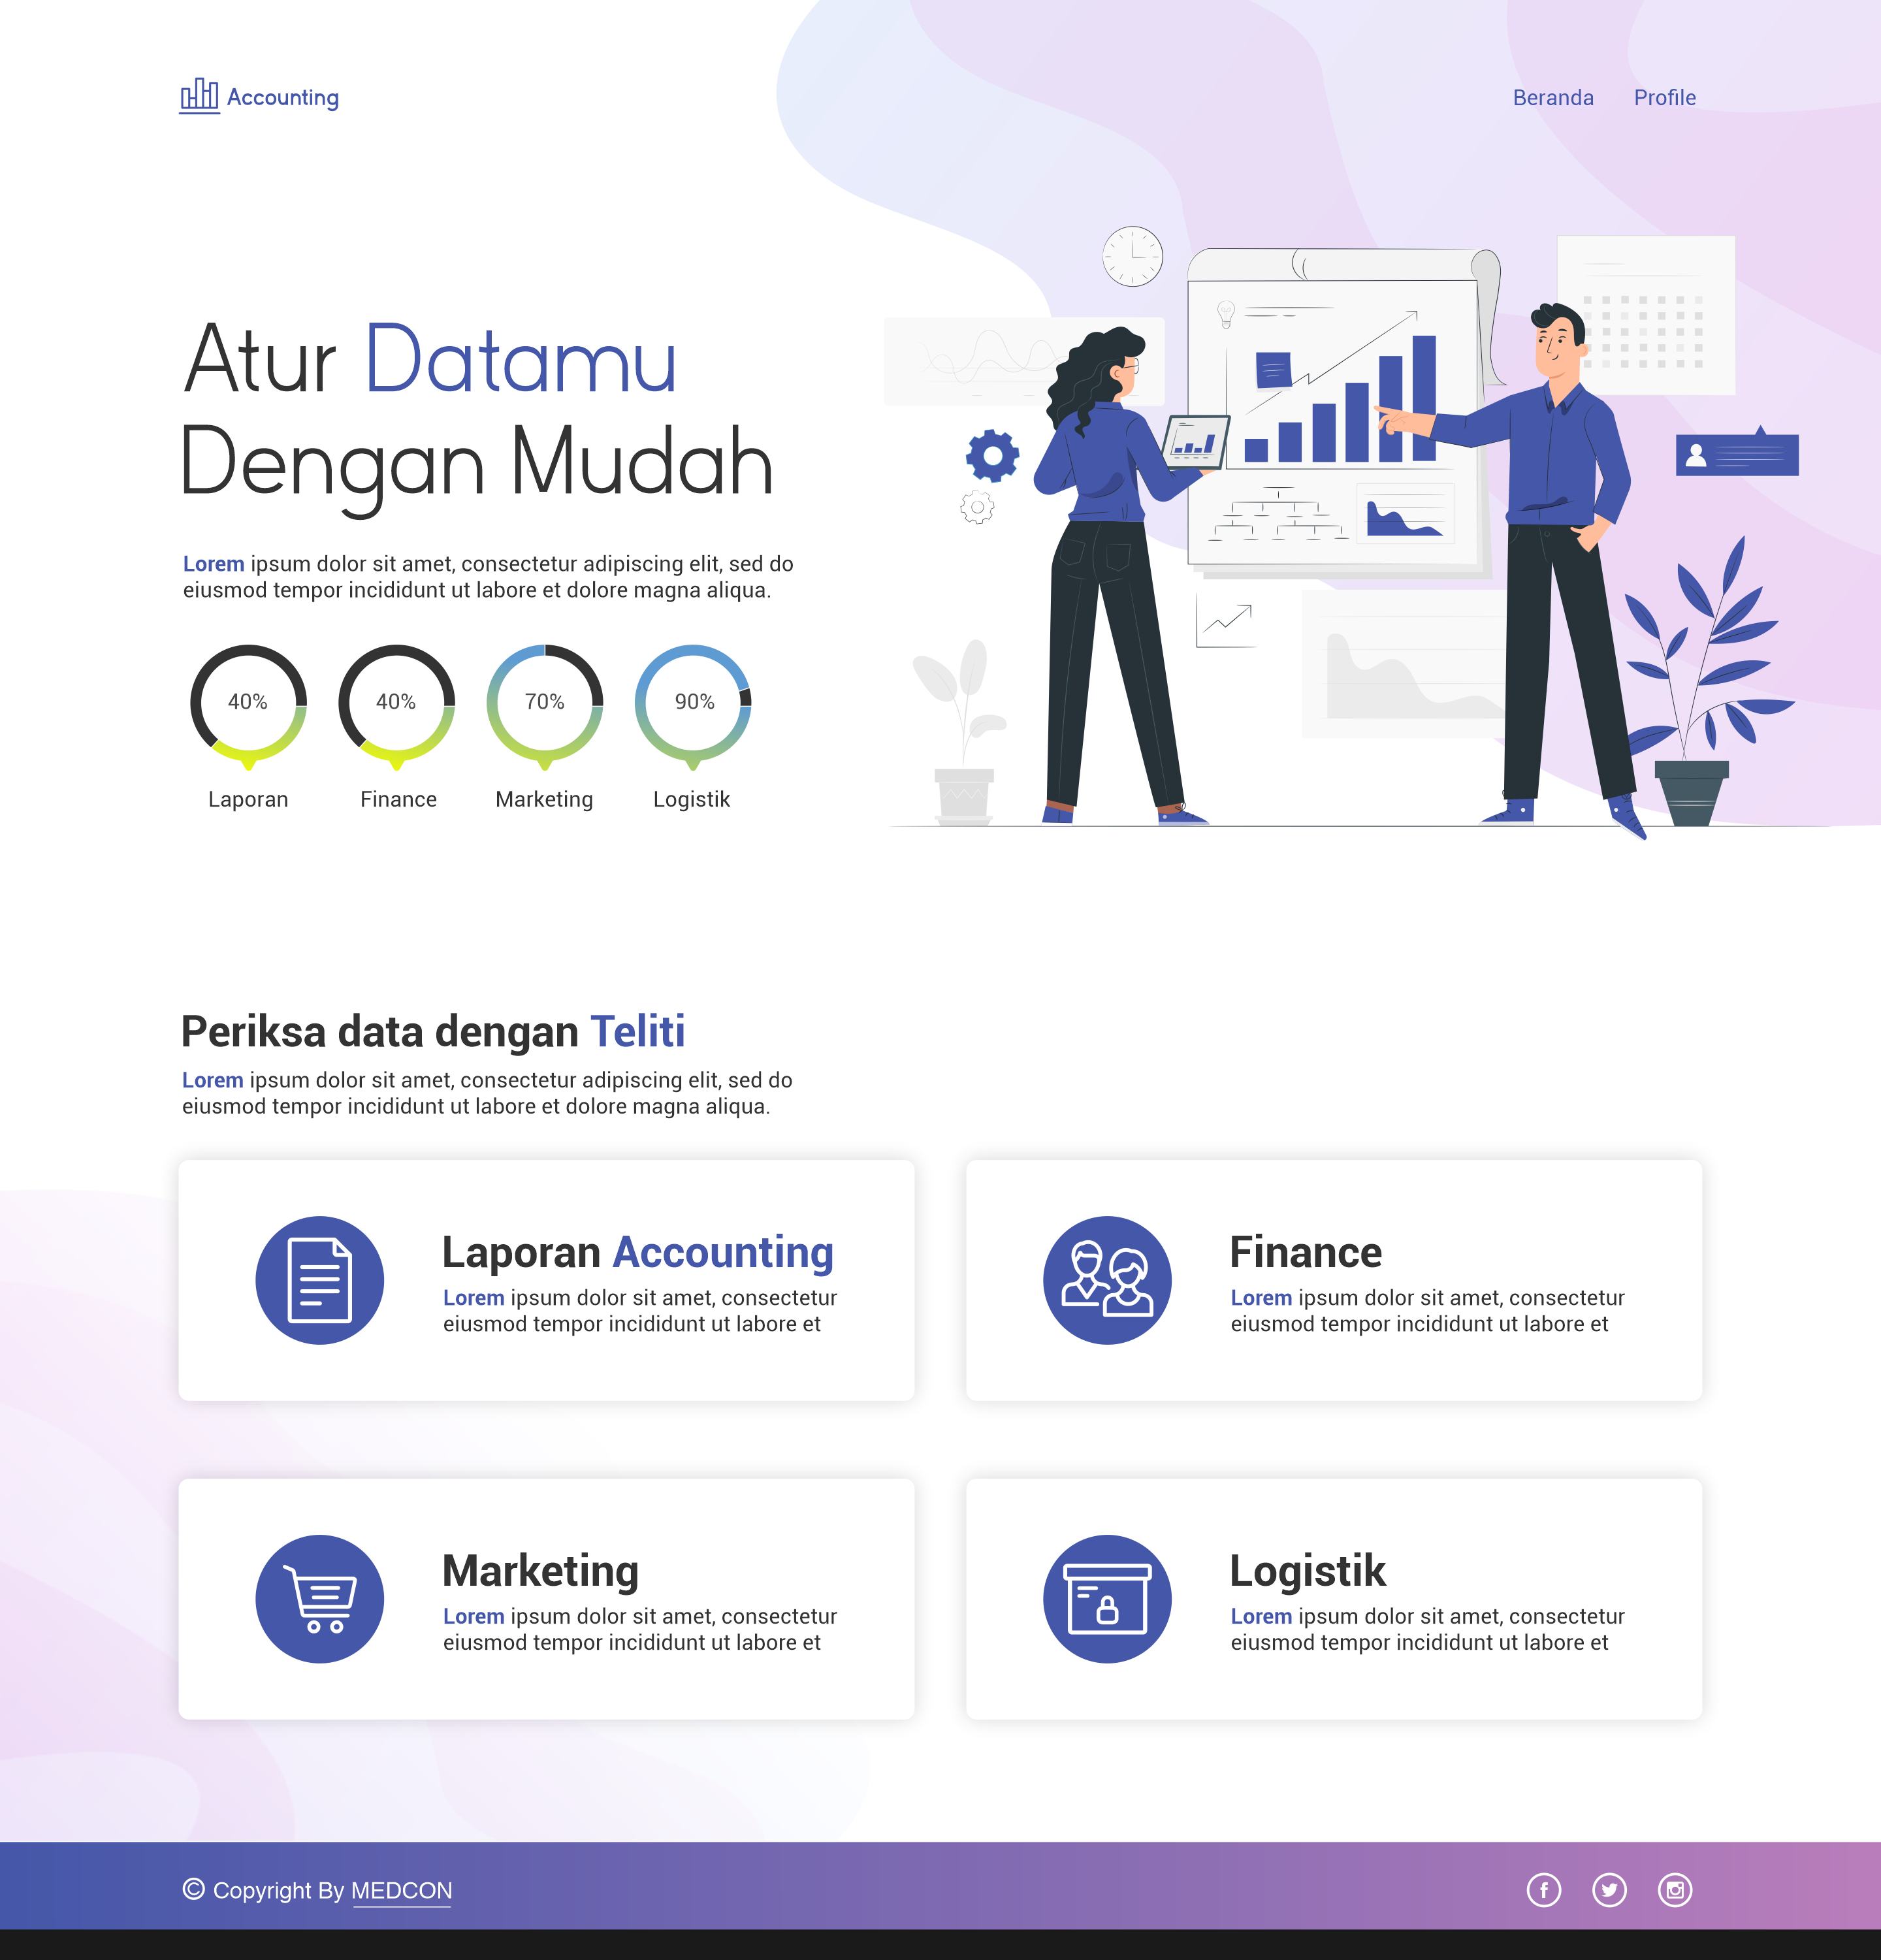 Accounting
Beranda Profile
Atur Datamu
Dengan Mudah
Lorem ipsum dolor sit amet, consectetur adipiscing elit, sed do
eiusmod tempor incididunt ut labore et dolore magna aliqua.
40% 40% 70% 90%
Laporan Finance Marketing Logistik
Periksa data dengan Teliti
Lorem ipsum dolor sit amet, consectetur adipiscing elit, sed do
eiusmod tempor incididunt ut labore et dolore magna aliqua.
Laporan Accounting
Lorem ipsum dolor sit amet, consectetur
eiusmod tempor incididunt ut labore et
Finance
Lorem ipsum dolor sit amet, consectetur
eiusmod tempor incididunt ut labore et
Marketing
Lorem ipsum dolor sit amet, consectetur
eiusmod tempor incididunt ut labore et
Logistik
Lorem ipsum dolor sit amet, consectetur
eiusmod tempor incididunt ut labore et
© Copyright By MEDCON